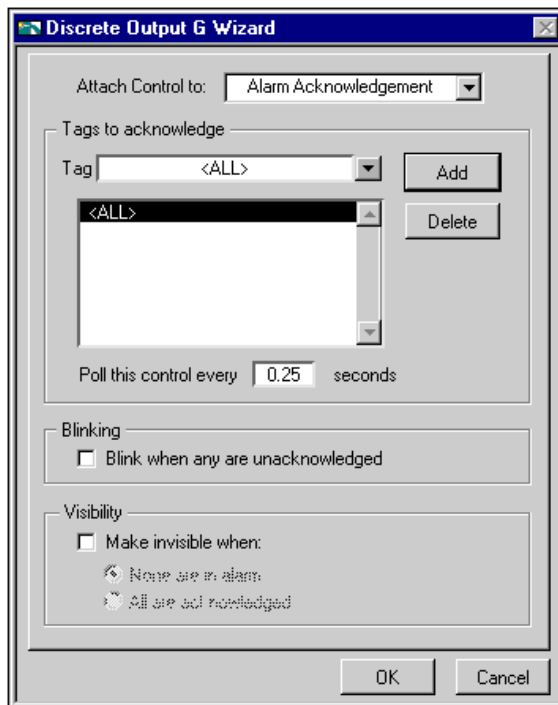 Discrete Output G Wizard
Attach Control to: Alarm Acknowledgement
Tags to acknowledge
Tag <ALL> Add
<ALL>
Delete
Poll this control every 0.25 seconds
Blinking
Blink when any are unacknowledged
Visibility
Make invisible when:
None are in alarm
All are acknowledged
OK Cancel